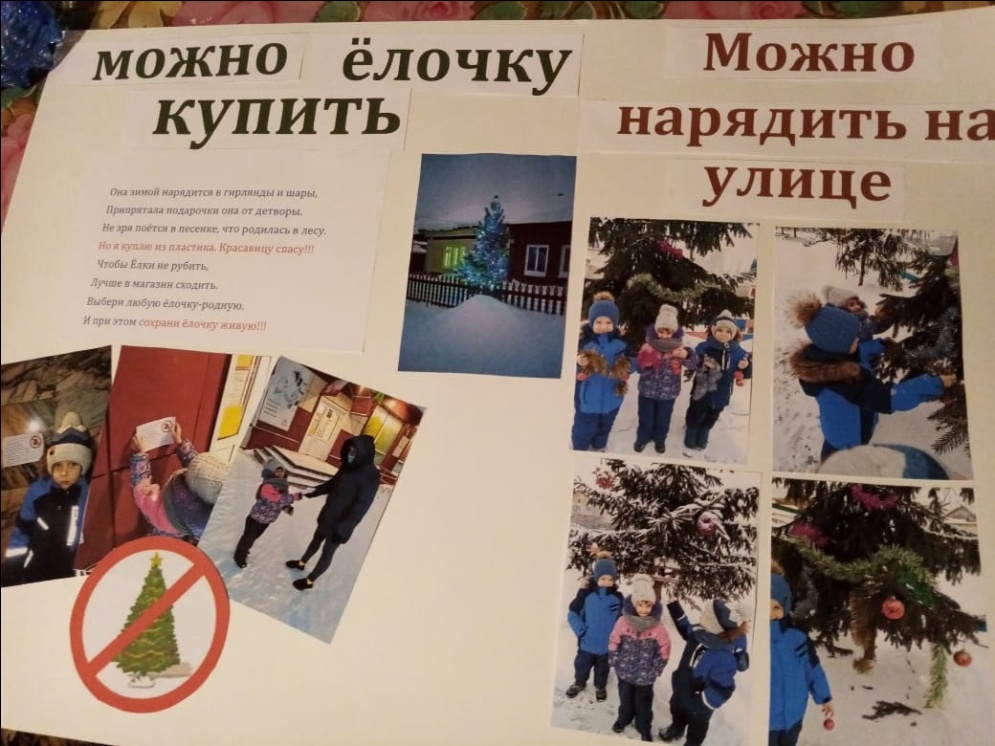 можно ёлочку
купить
Можно
нарядить на
улице
Она зимой нарядится в гирлянды и шары,
Припрятала подарочки она от детворы.
Не зря поётся в песенке, что родилась в лесу.
Но я куплю из пластика. Красавицу спасу!!!
Чтобы Ёлки не рубить,
Лучше в магазин сходить.
Выбери любую ёлочку-родную.
И при этом сохрани ёлочку живую!!!